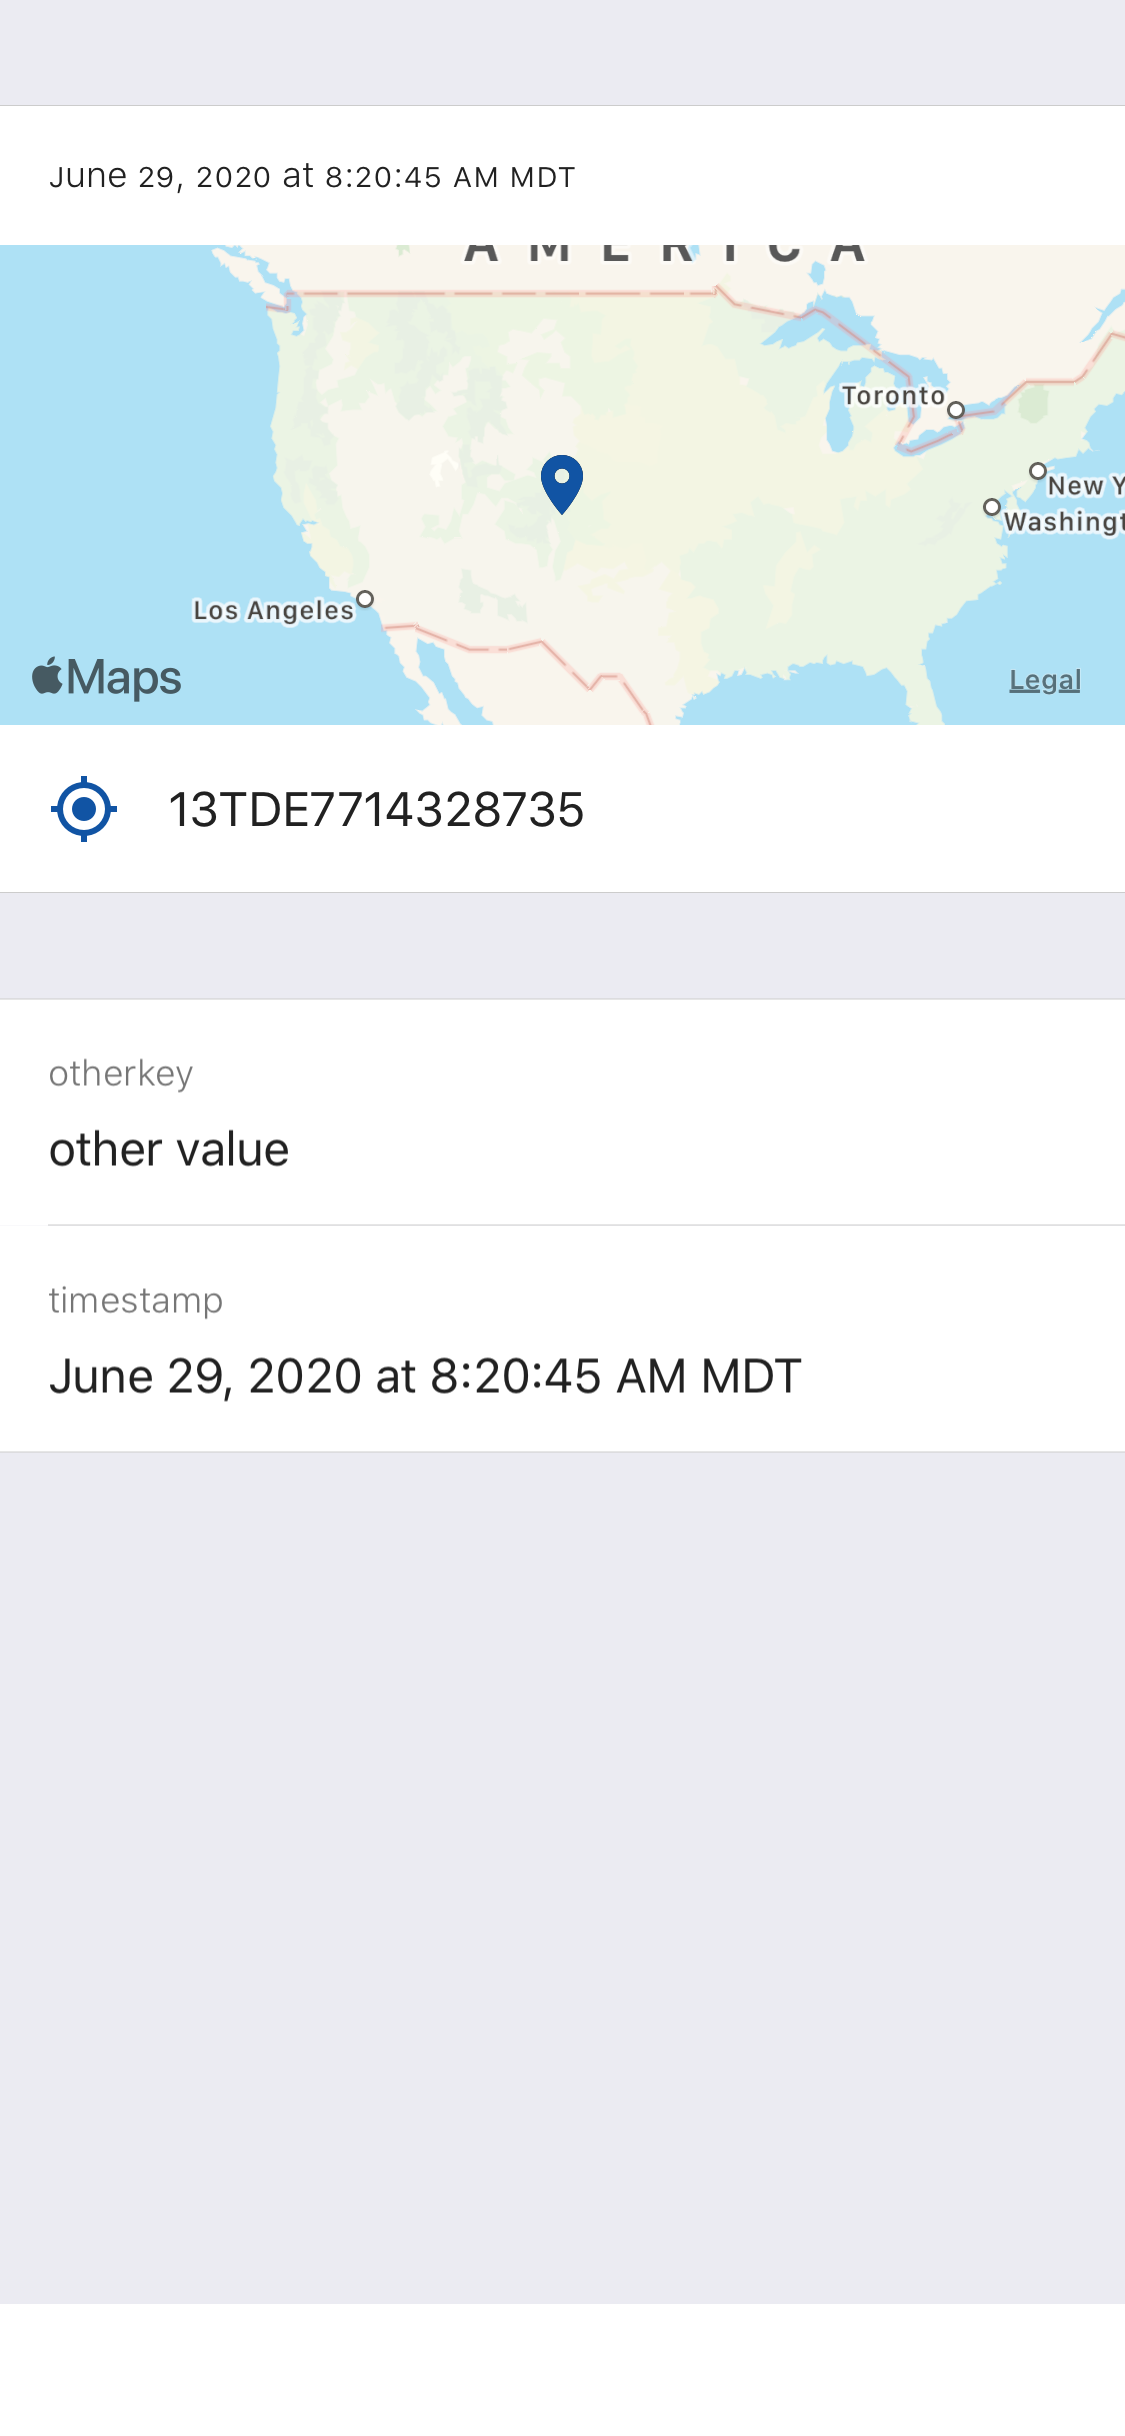 June 29, 2020 at 8:20:45 AM MDT
AMERICA
Toronto
New Y
Washingt
Los Angeles
Maps
Legal
13TDE7714328735
otherkey
other value
timestamp
June 29, 2020 at 8:20:45 AM MDT